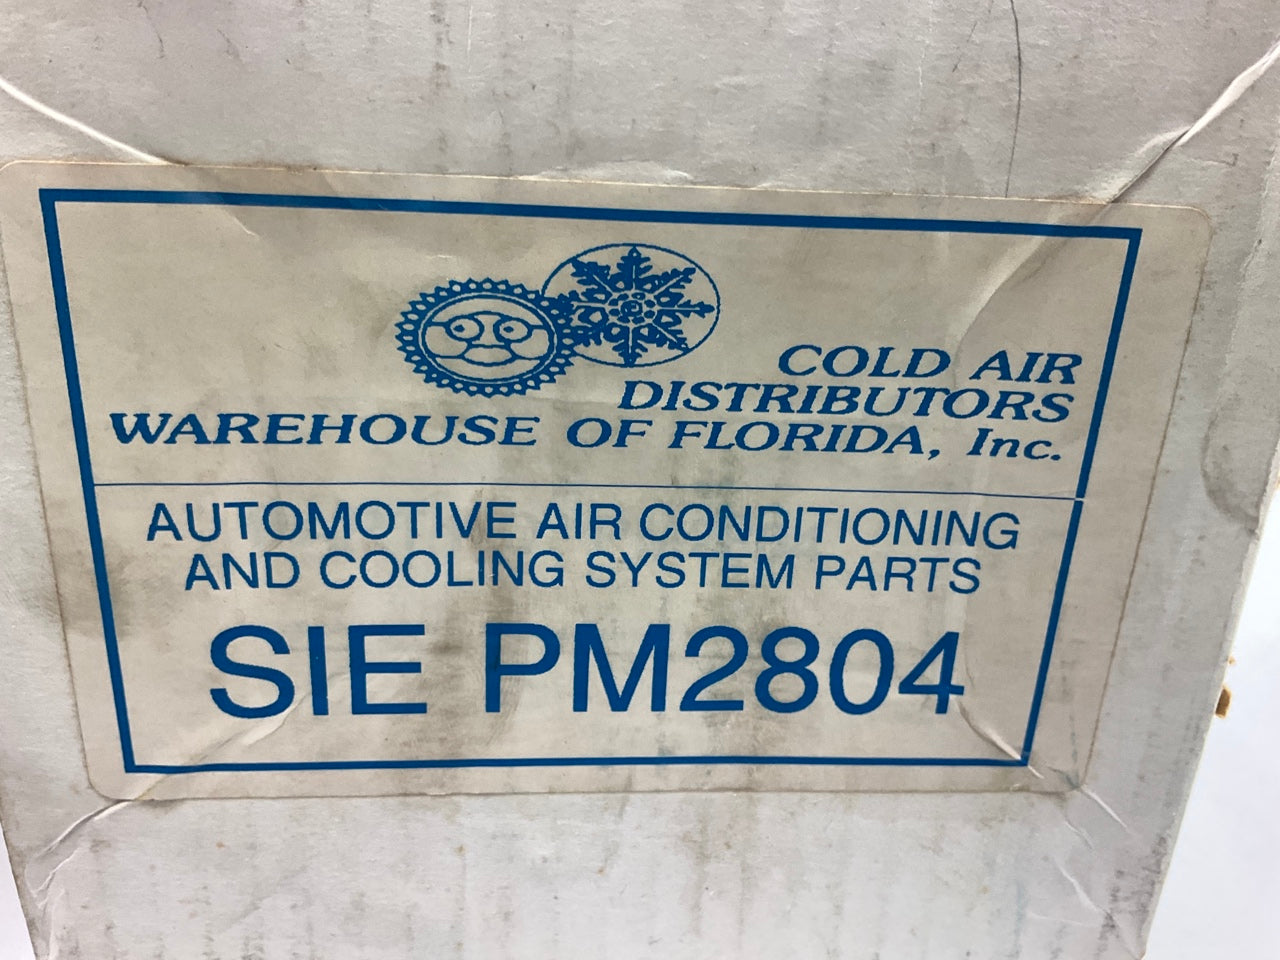 COLD AIR
DISTRIBUTORS
WAREHOUSE OF FLORIDA, Inc.
AUTOMOTIVE AIR CONDITIONING
AND COOLING SYSTEM PARTS
SIE PM2804